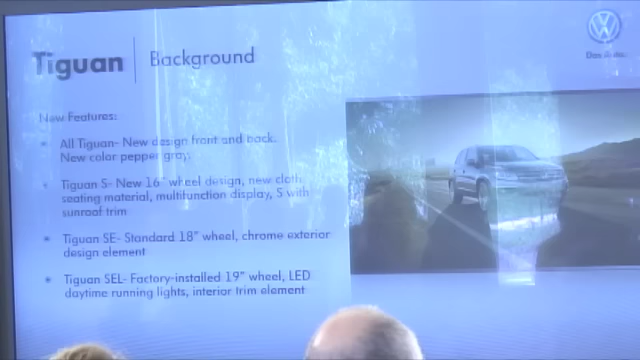 Tiguan | Background
Das Auto.
New Features:
• All Tiguan- New design front and back.
New color pepper gray.
• Tiguan S- New 16" wheel design, new cloth
seating material, multifunction display, S with
sunroof trim
• Tiguan SE- Standard 18" wheel, chrome exterior
design element
• Tiguan SEL- Factory-installed 19" wheel, LED
daytime running lights, interior trim element